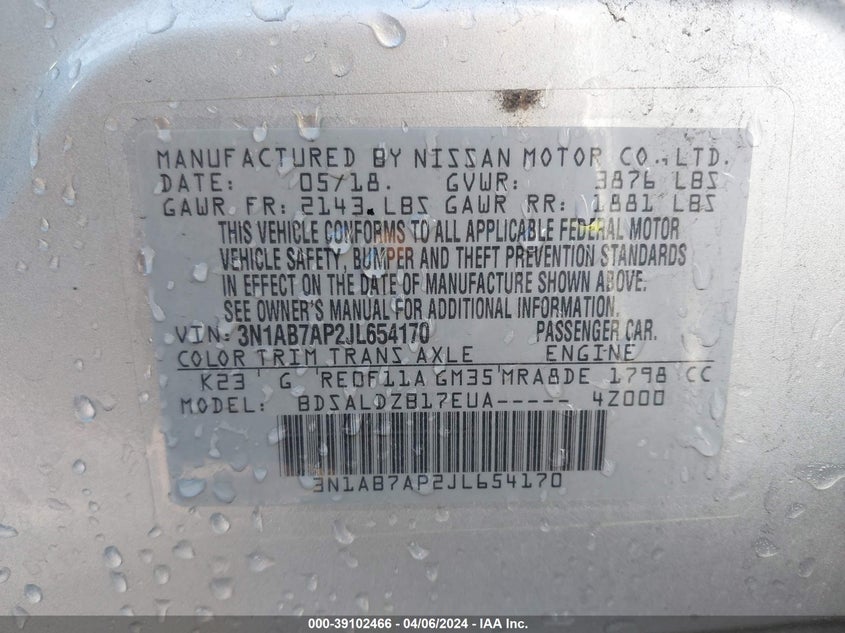 MANUFACTURED BY NISSAN MOTOR CO.,LTD.
DATE: 05/18. GVWR: 3876 LBS
GAWR FR: 2143. LBS GAWR RR: 1881 LBS
THIS VEHICLE CONFORMS TO ALL APPLICABLE FEDERAL MOTOR
VEHICLE SAFETY, BUMPER AND THEFT PREVENTION STANDARDS
IN EFFECT ON THE DATE OF MANUFACTURE SHOWN ABOVE.
SEE OWNER'S MANUAL FOR ADDITIONAL INFORMATION.
VIN: 3N1AB7AP2JL654170 PASSENGER CAR.
COLOR TRIM TRANS AXLE ENGINE
K23 G RE0F11A GM35 MRA8DE 1798 CC
MODEL: BDSALDZB17EUA----- 4Z000
3N1AB7AP2JL654170
000-39102466 - 04/06/2024 - IAA Inc.